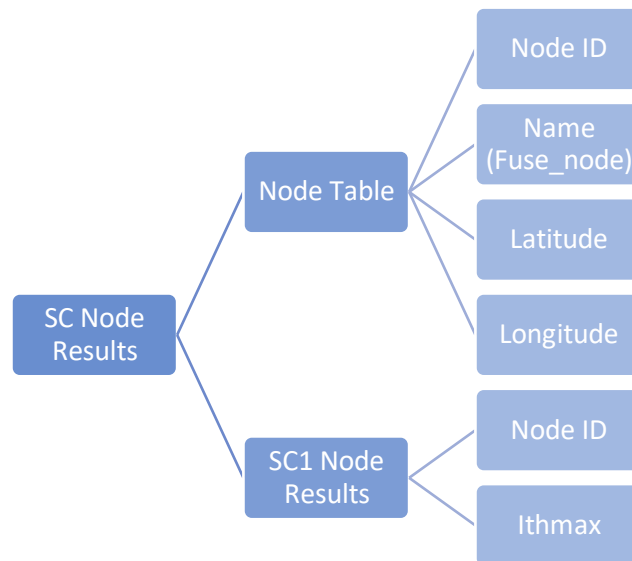 SC Node
Results
Node Table
Node ID
Name
(Fuse_node)
Latitude
Longitude
SC1 Node
Results
Node ID
Ithmax